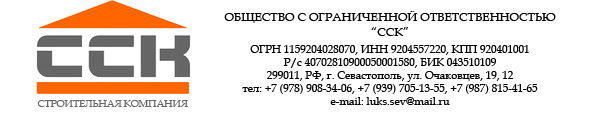 ССК
СТРОИТЕЛЬНАЯ КОМПАНИЯ
ОБЩЕСТВО С ОГРАНИЧЕННОЙ ОТВЕТСТВЕННОСТЬЮ
“ССК”
ОГРН 1159204028070, ИНН 9204557220, КПП 920401001
Р/с 40702810900050001580, БИК 043510109
299011, РФ, г. Севастополь, ул. Очаковцев, 19, 12
тел: +7 (978) 908-34-06, +7 (939) 705-13-55, +7 (987) 815-41-65
e-mail: luks.sev@mail.ru